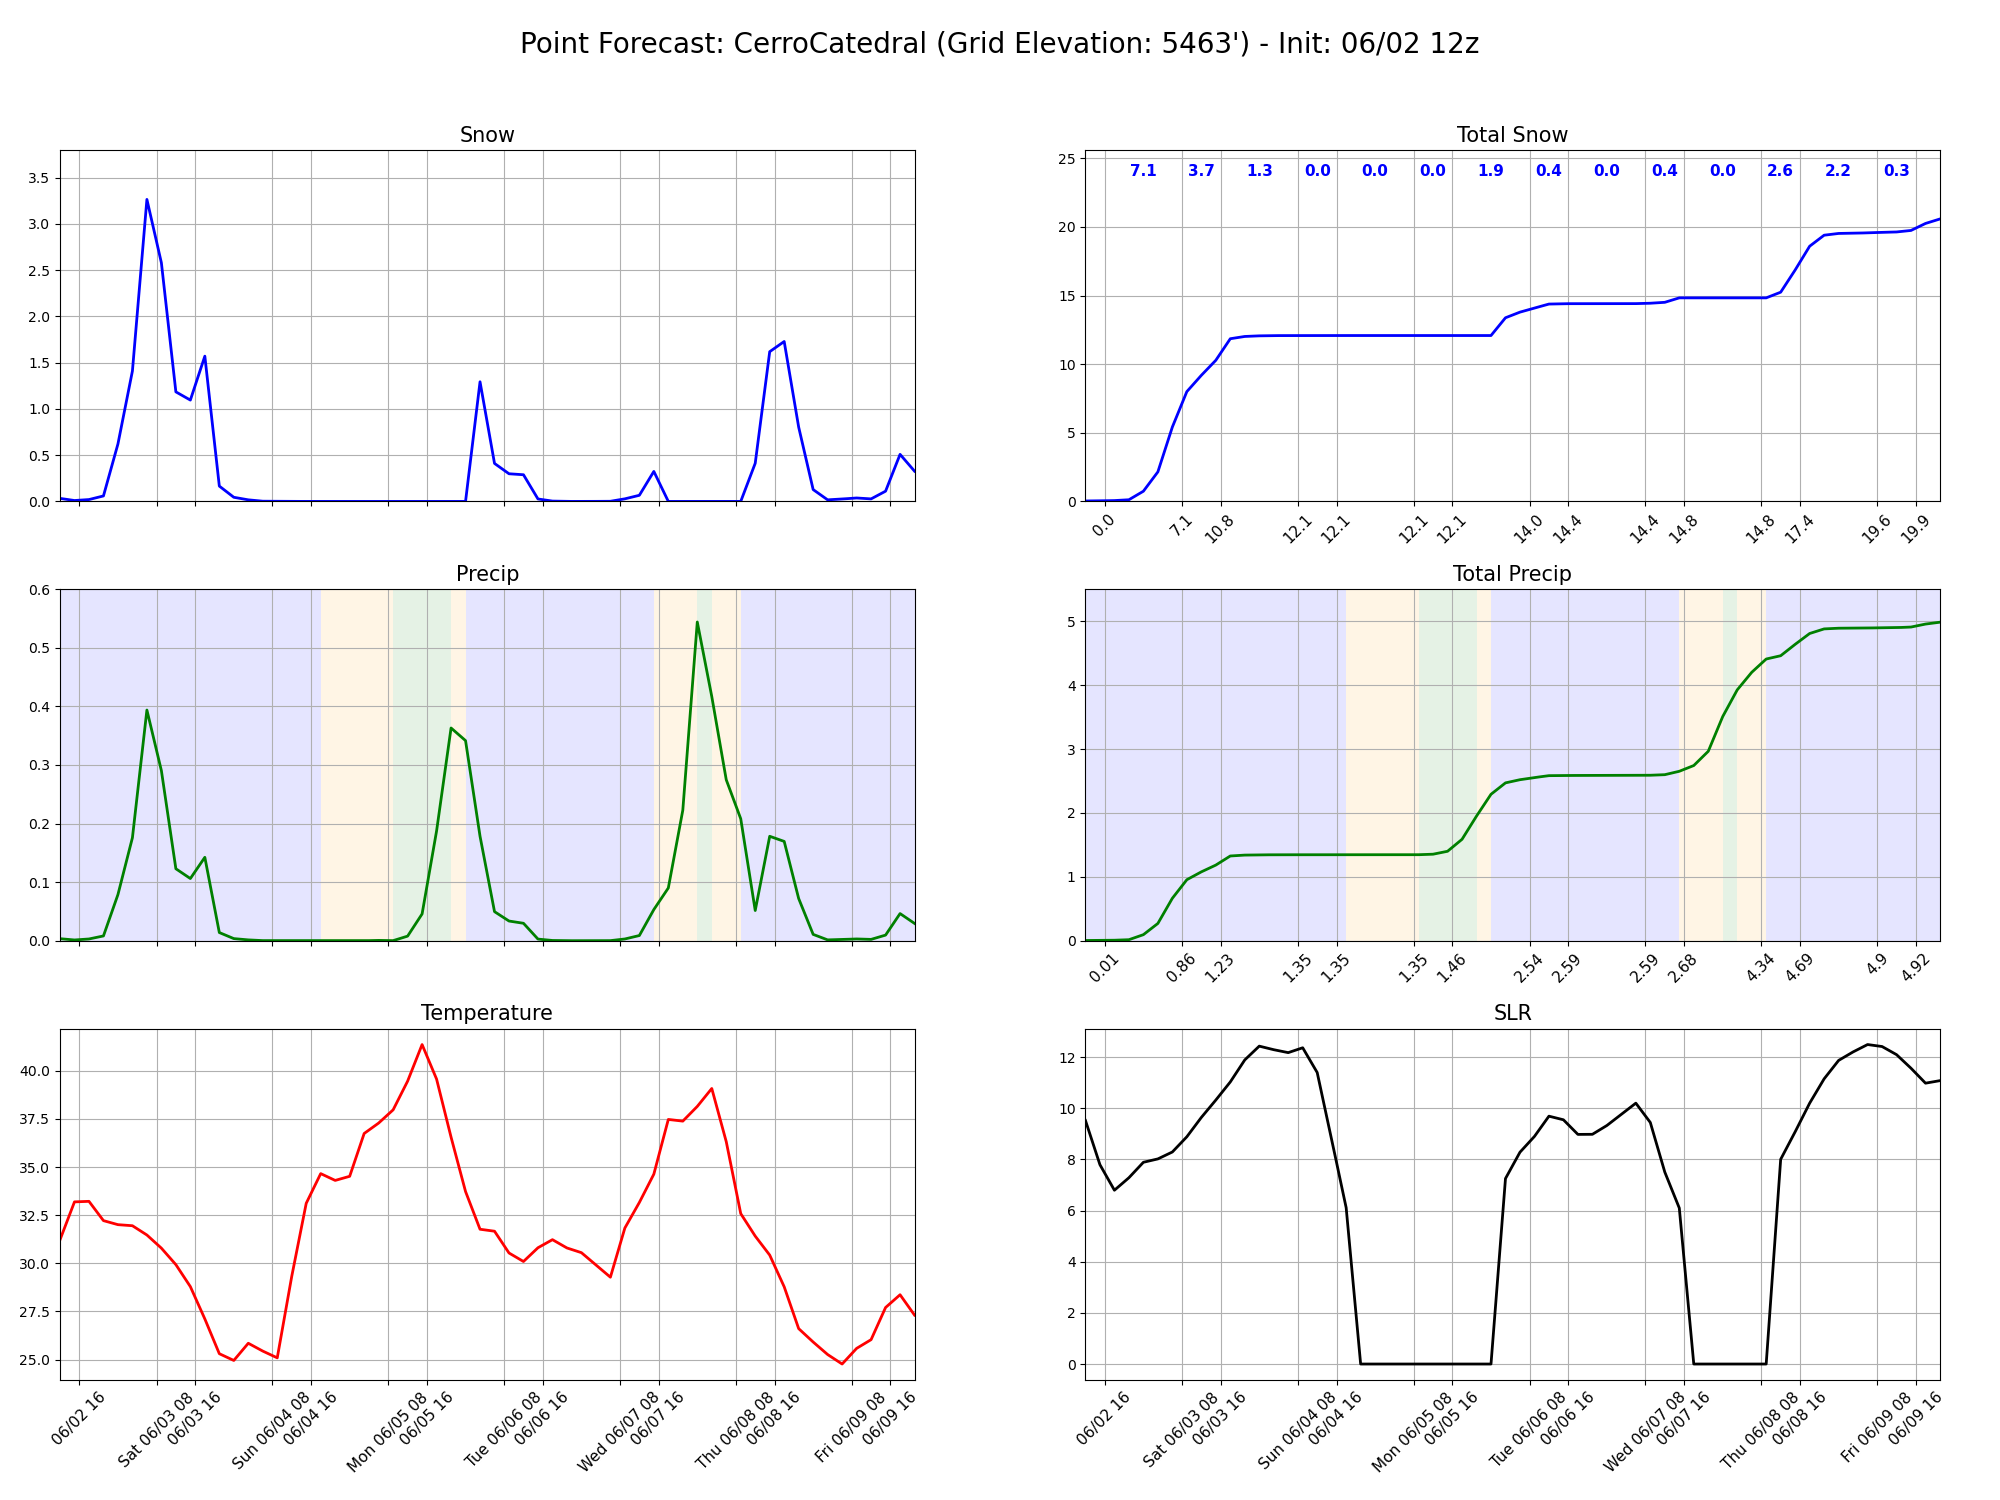 Point Forecast: CerroCatedral (Grid Elevation: 5463') - Init: 06/02 12z
Snow
3.5
3.0
2.5
2.0
1.5
1.0
0.5
0.0
Total Snow
25
20
15
10
5
0
7.1 3.7 1.3 0.0 0.0 0.0 1.9 0.4 0.0 0.4 0.0 2.6 2.2 0.3
0.0 7.1 10.8 12.1 12.1 12.1 12.1 14.0 14.4 14.4 14.8 14.8 17.4 19.6 19.9
Precip
0.6
0.5
0.4
0.3
0.2
0.1
0.0
Total Precip
5
4
3
2
1
0
0.01 0.86 1.23 1.35 1.35 1.35 1.46 2.54 2.59 2.59 2.68 4.34 4.69 4.9 4.92
Temperature
40.0
37.5
35.0
32.5
30.0
27.5
25.0
06/02 16
Sat 06/03 08
06/03 16
Sun 06/04 08
06/04 16
Mon 06/05 08
06/05 16
Tue 06/06 08
06/06 16
Wed 06/07 08
06/07 16
Thu 06/08 08
06/08 16
Fri 06/09 08
06/09 16
SLR
12
10
8
6
4
2
0
06/02 16
Sat 06/03 08
06/03 16
Sun 06/04 08
06/04 16
Mon 06/05 08
06/05 16
Tue 06/06 08
06/06 16
Wed 06/07 08
06/07 16
Thu 06/08 08
06/08 16
Fri 06/09 08
06/09 16